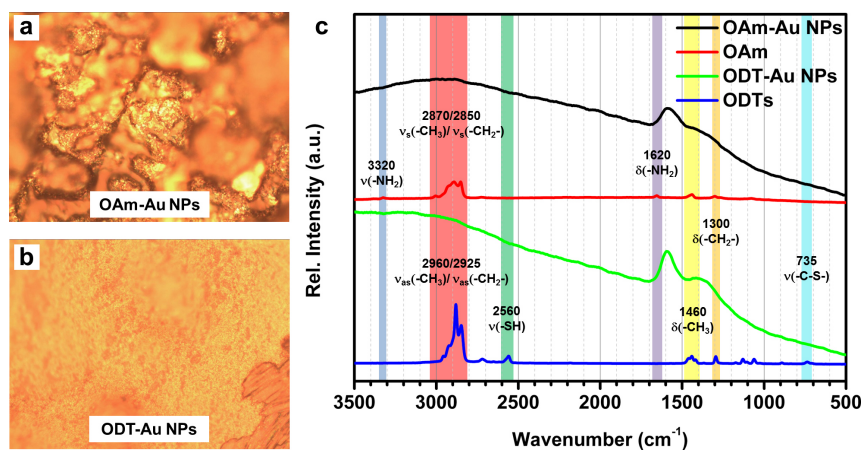 a
OAm-Au NPs
b
ODT-Au NPs
c
OAm-Au NPs
OAm
ODT-Au NPs
ODTs
2870/2850
νs(-CH3)/ νs(-CH2-)
3320
ν(-NH2)
1620
δ(-NH2)
1300
δ(-CH2-)
2960/2925
νas(-CH3)/ νas(-CH2-)
735
ν(-C-S-)
2560
ν(-SH)
1460
δ(-CH3)
Rel. Intensity (a.u.)
3500 3000 2500 2000 1500 1000 500
Wavenumber (cm-1)